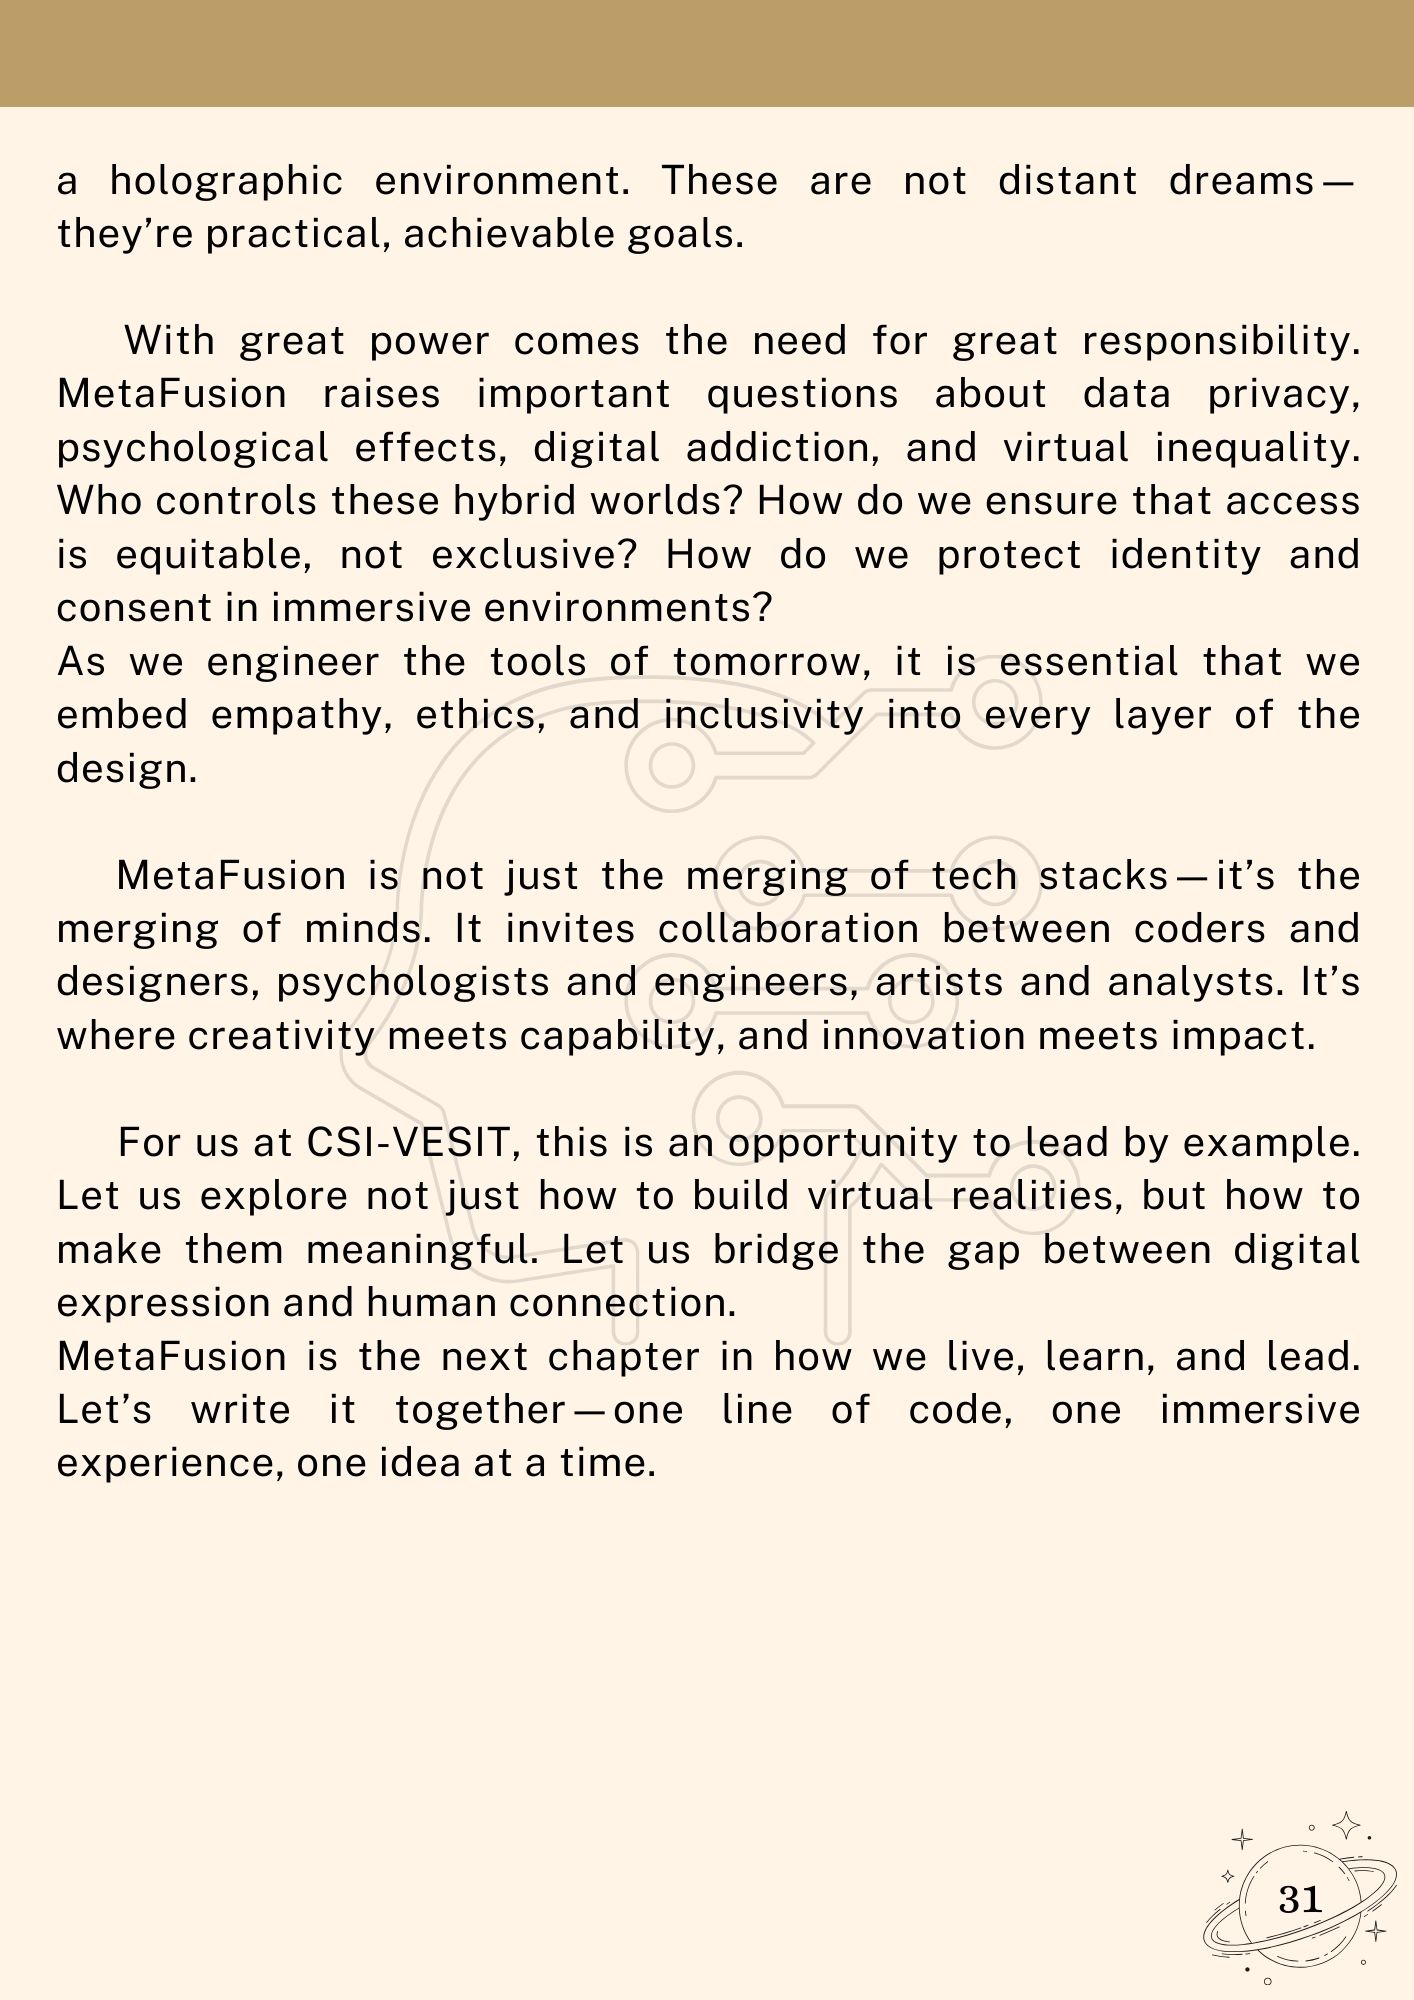 a holographic environment. These are not distant dreams—
they’re practical, achievable goals.
With great power comes the need for great responsibility.
MetaFusion raises important questions about data privacy,
psychological effects, digital addiction, and virtual inequality.
Who controls these hybrid worlds? How do we ensure that access
is equitable, not exclusive? How do we protect identity and
consent in immersive environments?
As we engineer the tools of tomorrow, it is essential that we
embed empathy, ethics, and inclusivity into every layer of the
design.
MetaFusion is not just the merging of tech stacks—it’s the
merging of minds. It invites collaboration between coders and
designers, psychologists and engineers, artists and analysts. It’s
where creativity meets capability, and innovation meets impact.
For us at CSI-VESIT, this is an opportunity to lead by example.
Let us explore not just how to build virtual realities, but how to
make them meaningful. Let us bridge the gap between digital
expression and human connection.
MetaFusion is the next chapter in how we live, learn, and lead.
Let’s write it together—one line of code, one immersive
experience, one idea at a time.
31